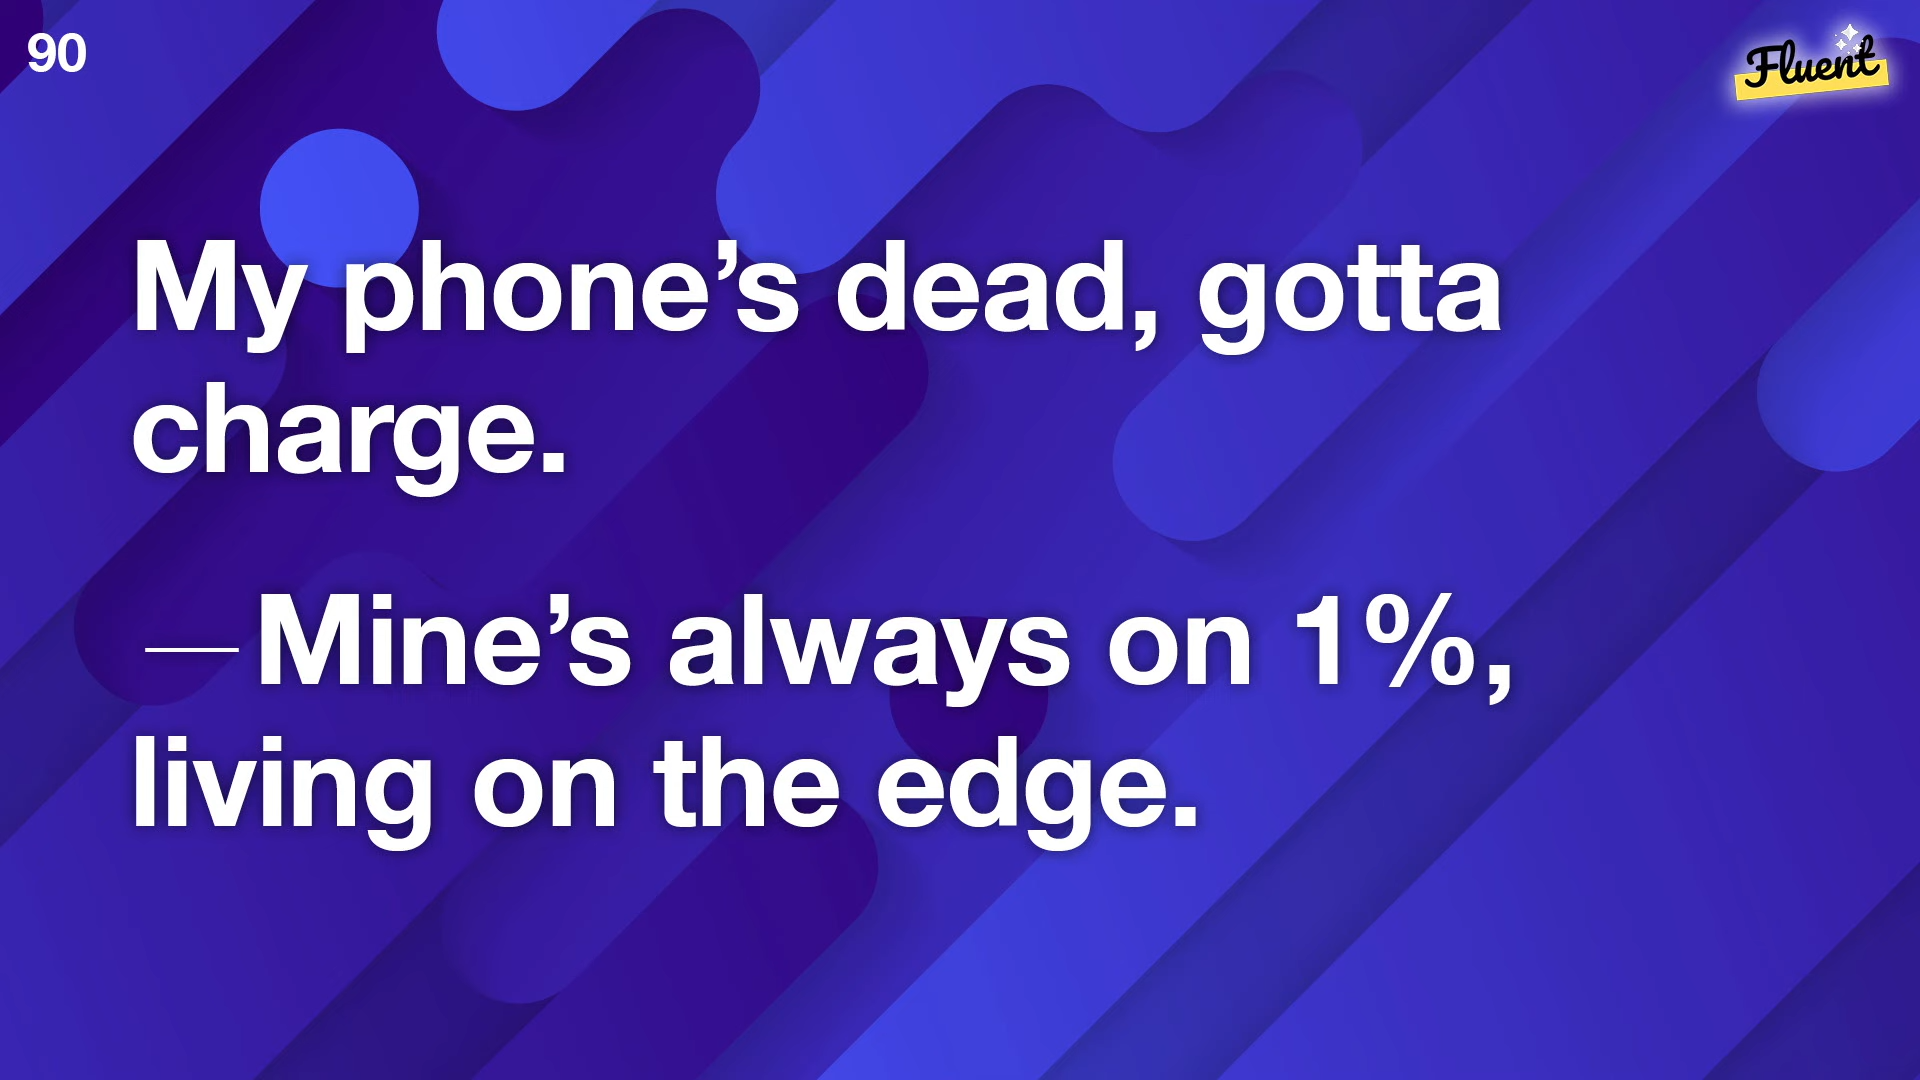 90
Fluent
My phone’s dead, gotta
charge.
— Mine’s always on 1%,
living on the edge.